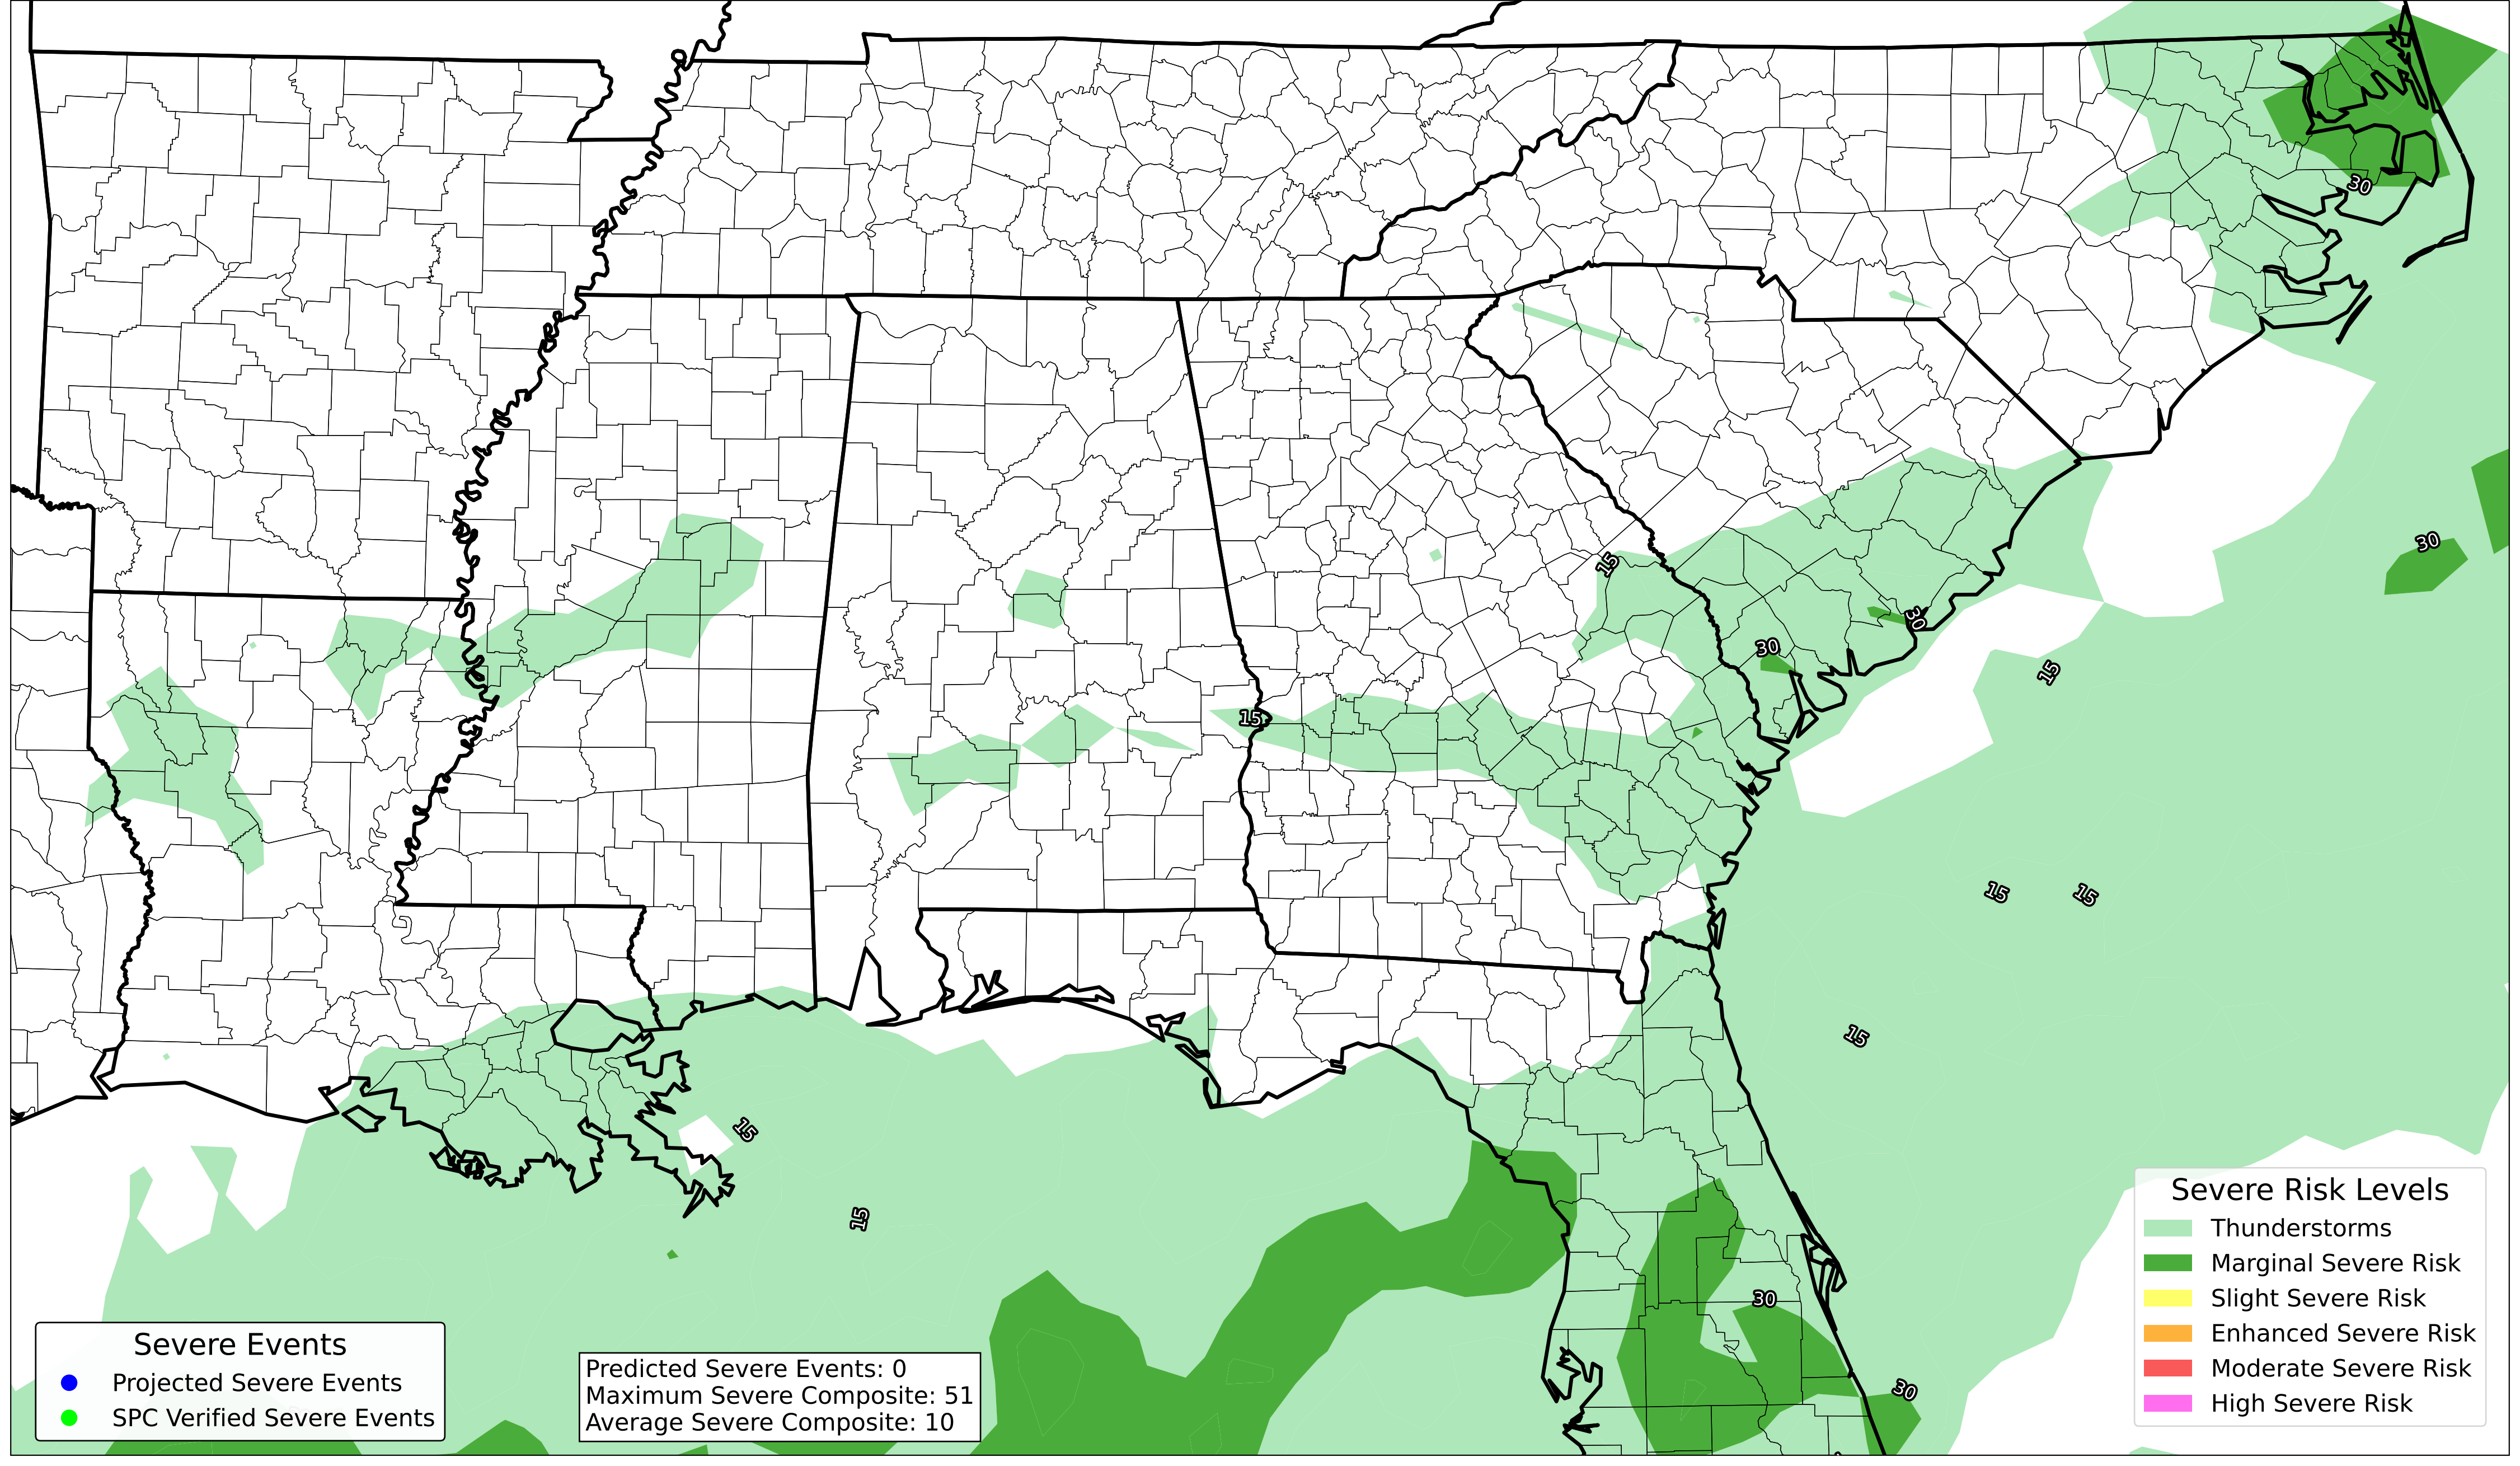 30
30
15
30
30
15
15
15
15
15
15
15
30
30
Severe Risk Levels
Thunderstorms
Marginal Severe Risk
Slight Severe Risk
Enhanced Severe Risk
Moderate Severe Risk
High Severe Risk
Severe Events
Projected Severe Events
SPC Verified Severe Events
Predicted Severe Events: 0
Maximum Severe Composite: 51
Average Severe Composite: 10